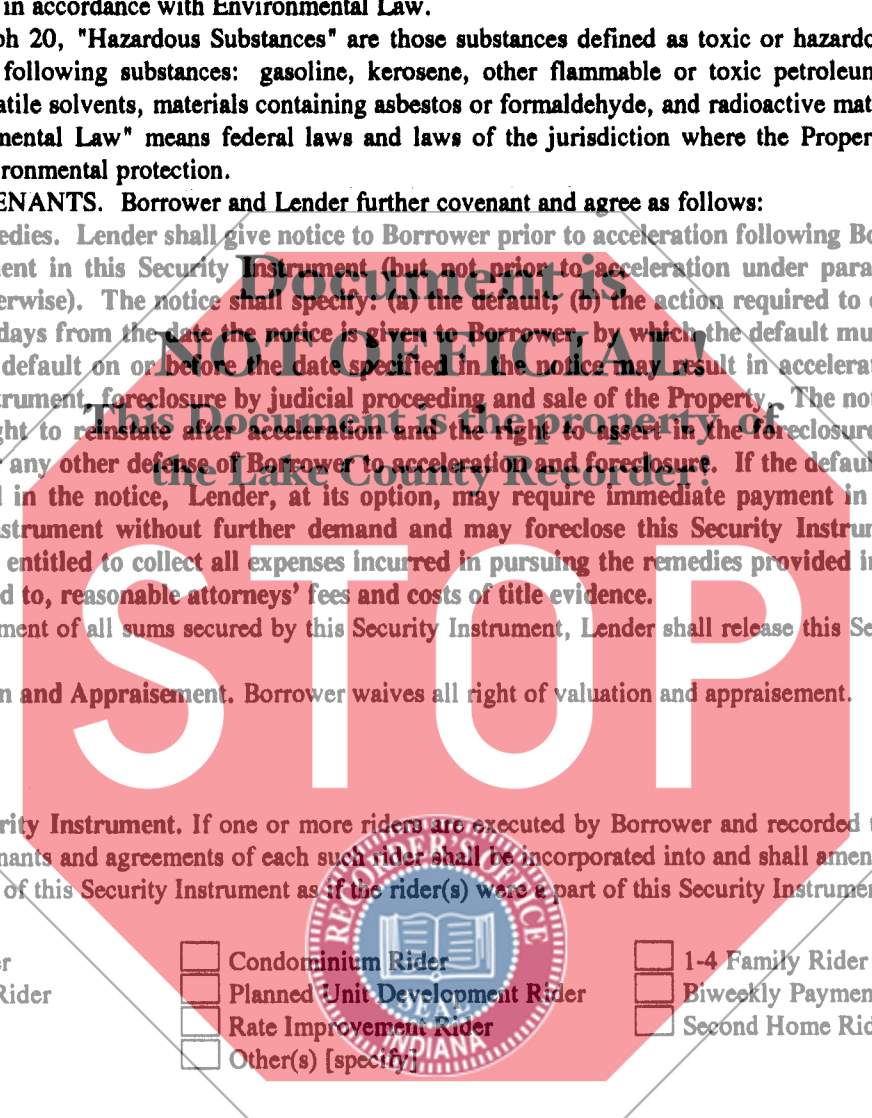 in accordance with Environmental Law.
ph 20, "Hazardous Substances" are those substances defined as toxic or hazardo
following substances: gasoline, kerosene, other flammable or toxic petroleum
atile solvents, materials containing asbestos or formaldehyde, and radioactive mat
mental Law" means federal laws and laws of the jurisdiction where the Proper
ronmental protection.
ENANTS. Borrower and Lender further covenant and agree as follows:
edies. Lender shall give notice to Borrower prior to acceleration following Bo
ent in this Security Instrument (but not prior to acceleration under para
erwise). The notice shall specify: (a) the default; (b) the action required to c
days from the date the notice is given to Borrower, by which the default mu
default on or before the date specified in the notice may result in accelerat
trument, foreclosure by judicial proceeding and sale of the Property. The not
ght to reinstate after acceleration and the right to assert in the foreclosure
any other defense of Borrower to acceleration and foreclosure. If the defaul
d in the notice, Lender, at its option, may require immediate payment in
strument without further demand and may foreclose this Security Instrum
entitled to collect all expenses incurred in pursuing the remedies provided in
d to, reasonable attorneys' fees and costs of title evidence.
ment of all sums secured by this Security Instrument, Lender shall release this Se
n and Appraisement. Borrower waives all right of valuation and appraisement.
rity Instrument. If one or more riders are executed by Borrower and recorded t
nants and agreements of each such rider shall be incorporated into and shall amen
of this Security Instrument as if the rider(s) were a part of this Security Instrumen
er Condominium Rider 1-4 Family Rider
Rider Planned Unit Development Rider Biweekly Paymen
Rate Improvement Rider Second Home Rid
Other(s) [specify]
Document is
NOT OFFICIAL!
This Document is the property of
the Lake County Recorder!
STOP
RECORDER'S OFFICE
SEAL
INDIANA